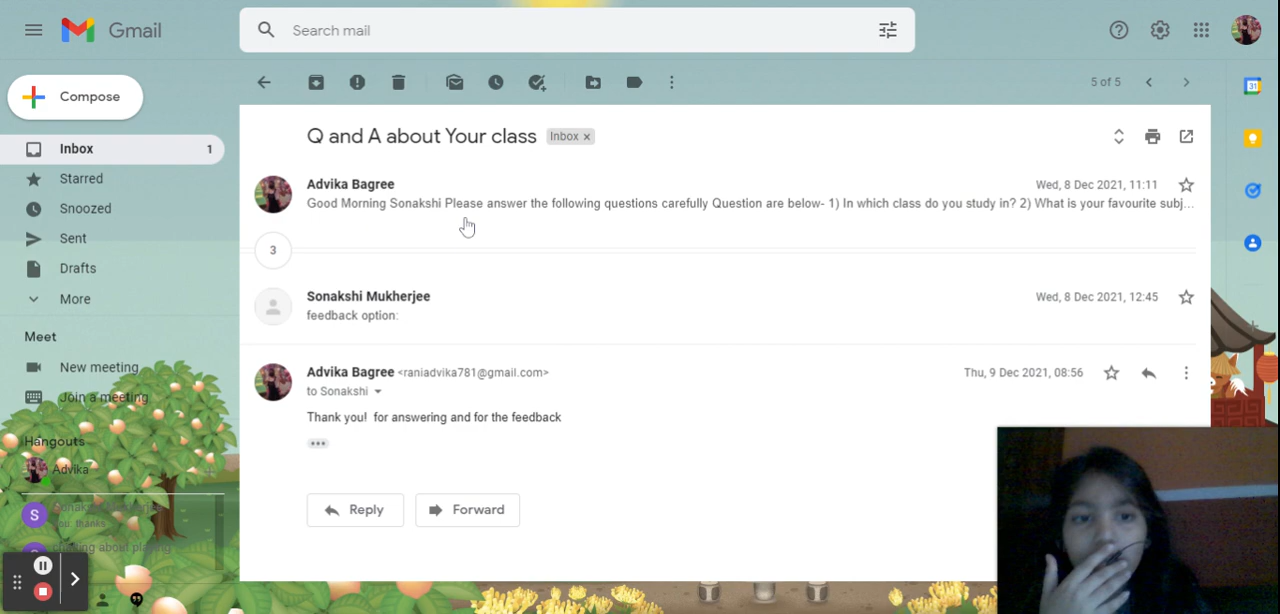 Gmail
Search mail
Compose
5 of 5
Inbox 1
Starred
Snoozed
Sent
Drafts
More
Meet
New meeting
Join a meeting
Hangouts
Advika
Q and A about Your class Inbox ×
Advika Bagree Wed, 8 Dec 2021, 11:11
Good Morning Sonakshi Please answer the following questions carefully Question are below- 1) In which class do you study in? 2) What is your favourite subj...
3
Sonakshi Mukherjee Wed, 8 Dec 2021, 12:45
feedback option:
Advika Bagree <raniadvika781@gmail.com> Thu, 9 Dec 2021, 08:56
to Sonakshi
Thank you! for answering and for the feedback
Reply Forward
S
You: thanks
31